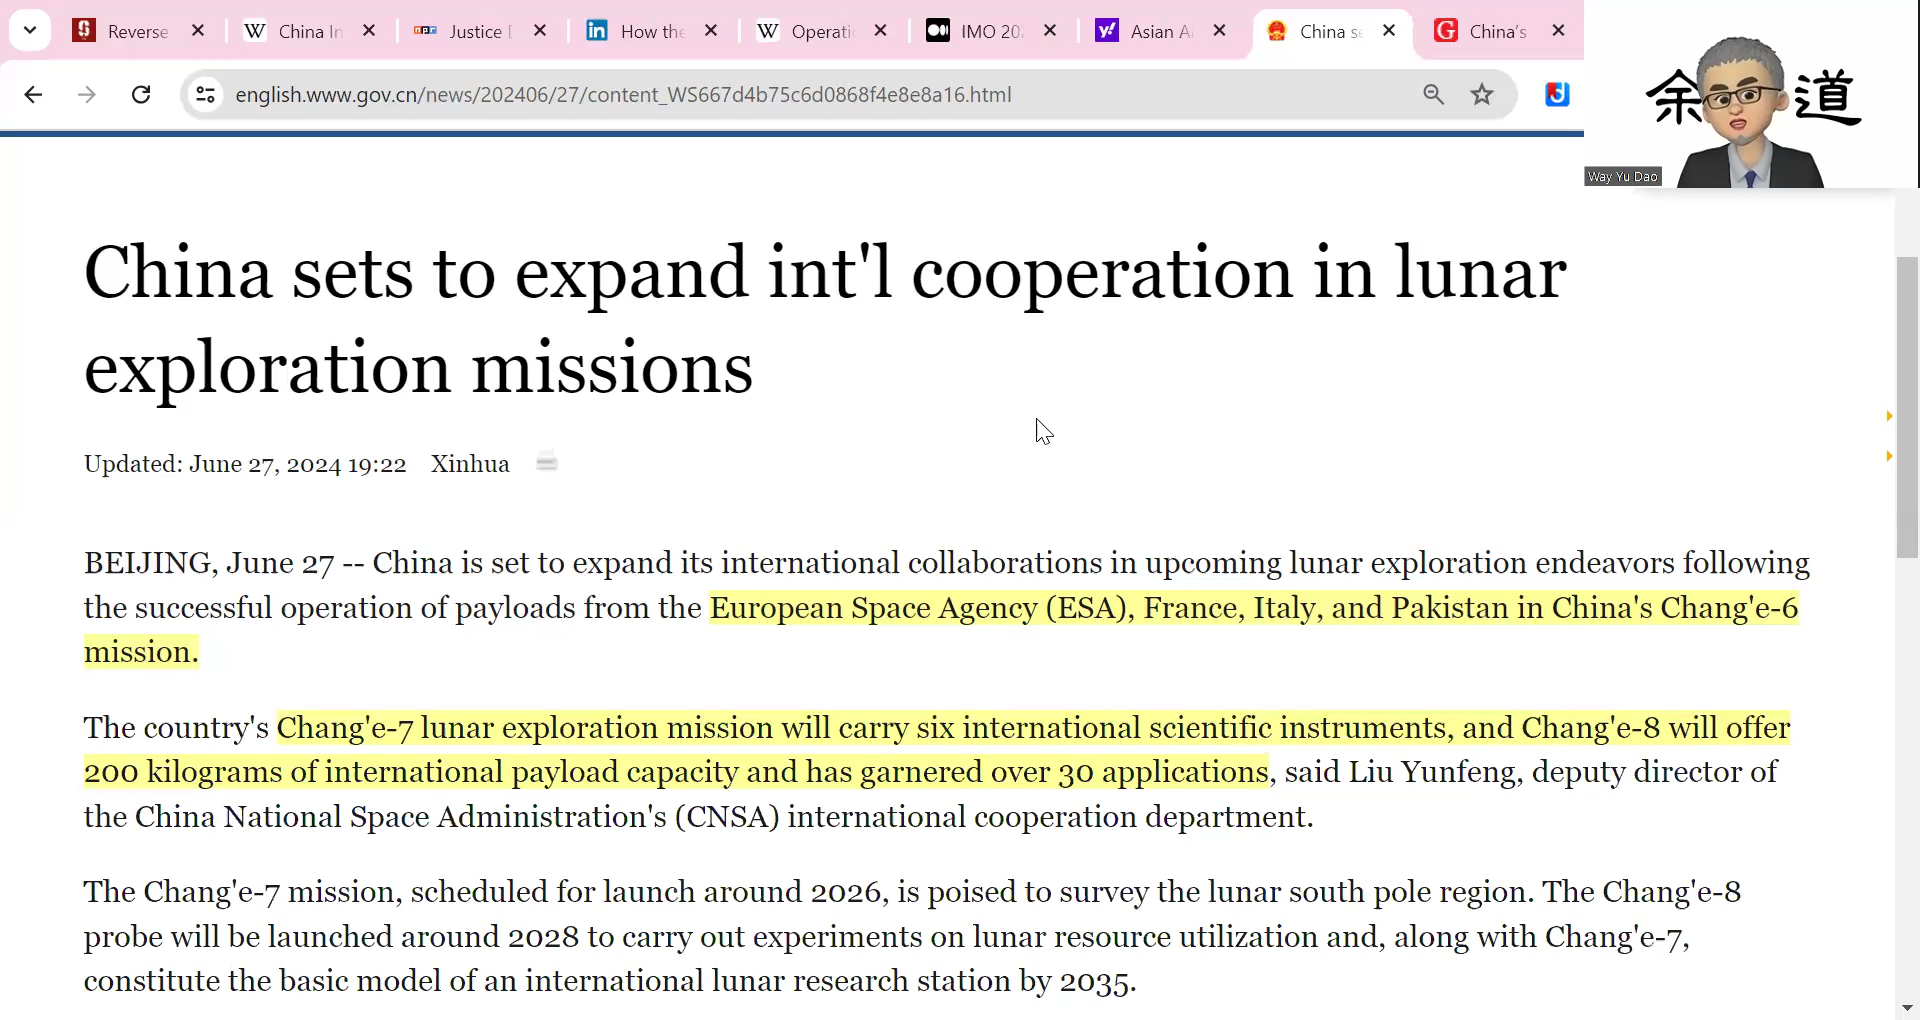 Reverse
China In
Justice
How the
Operati
IMO 202
Asian A
China se
China's
english.www.gov.cn/news/202406/27/content_WS667d4b75c6d0868f4e8e8a16.html
余道
Way Yu Dao
China sets to expand int'l cooperation in lunar
exploration missions
Updated: June 27, 2024 19:22 Xinhua
BEIJING, June 27 -- China is set to expand its international collaborations in upcoming lunar exploration endeavors following
the successful operation of payloads from the European Space Agency (ESA), France, Italy, and Pakistan in China's Chang'e-6
mission.
The country's Chang'e-7 lunar exploration mission will carry six international scientific instruments, and Chang'e-8 will offer
200 kilograms of international payload capacity and has garnered over 30 applications, said Liu Yunfeng, deputy director of
the China National Space Administration's (CNSA) international cooperation department.
The Chang'e-7 mission, scheduled for launch around 2026, is poised to survey the lunar south pole region. The Chang'e-8
probe will be launched around 2028 to carry out experiments on lunar resource utilization and, along with Chang'e-7,
constitute the basic model of an international lunar research station by 2035.